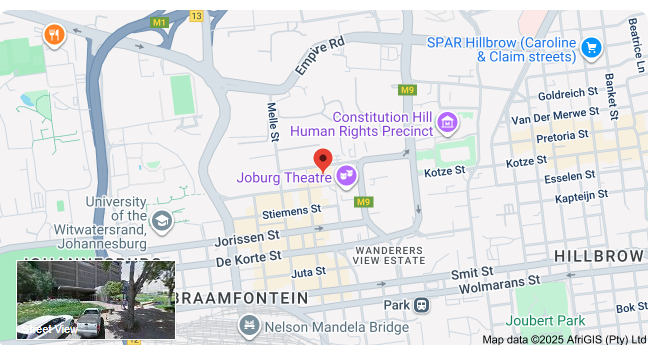 M1
13
Empire Rd
SPAR Hillbrow (Caroline
& Claim streets)
Beatrice Ln
M9
Banket St
Goldreich St
Melle St
Constitution Hill
Human Rights Precinct
Van Der Merwe St
Pretoria St
Kotze St
Kotze St
Joburg Theatre
Esselen St
Kapteijn St
University
of the
Witwatersrand,
Johannesburg
M9
Stiemens St
Jorissen St
De Korte St
WANDERERS
VIEW ESTATE
HILLBROW
Juta St
Smit St
Wolmarans St
BRAAMFONTEIN
Park
Joubert Park
Bok St
Street View
Nelson Mandela Bridge
12
Map data ©2025 AfriGIS (Pty) Ltd